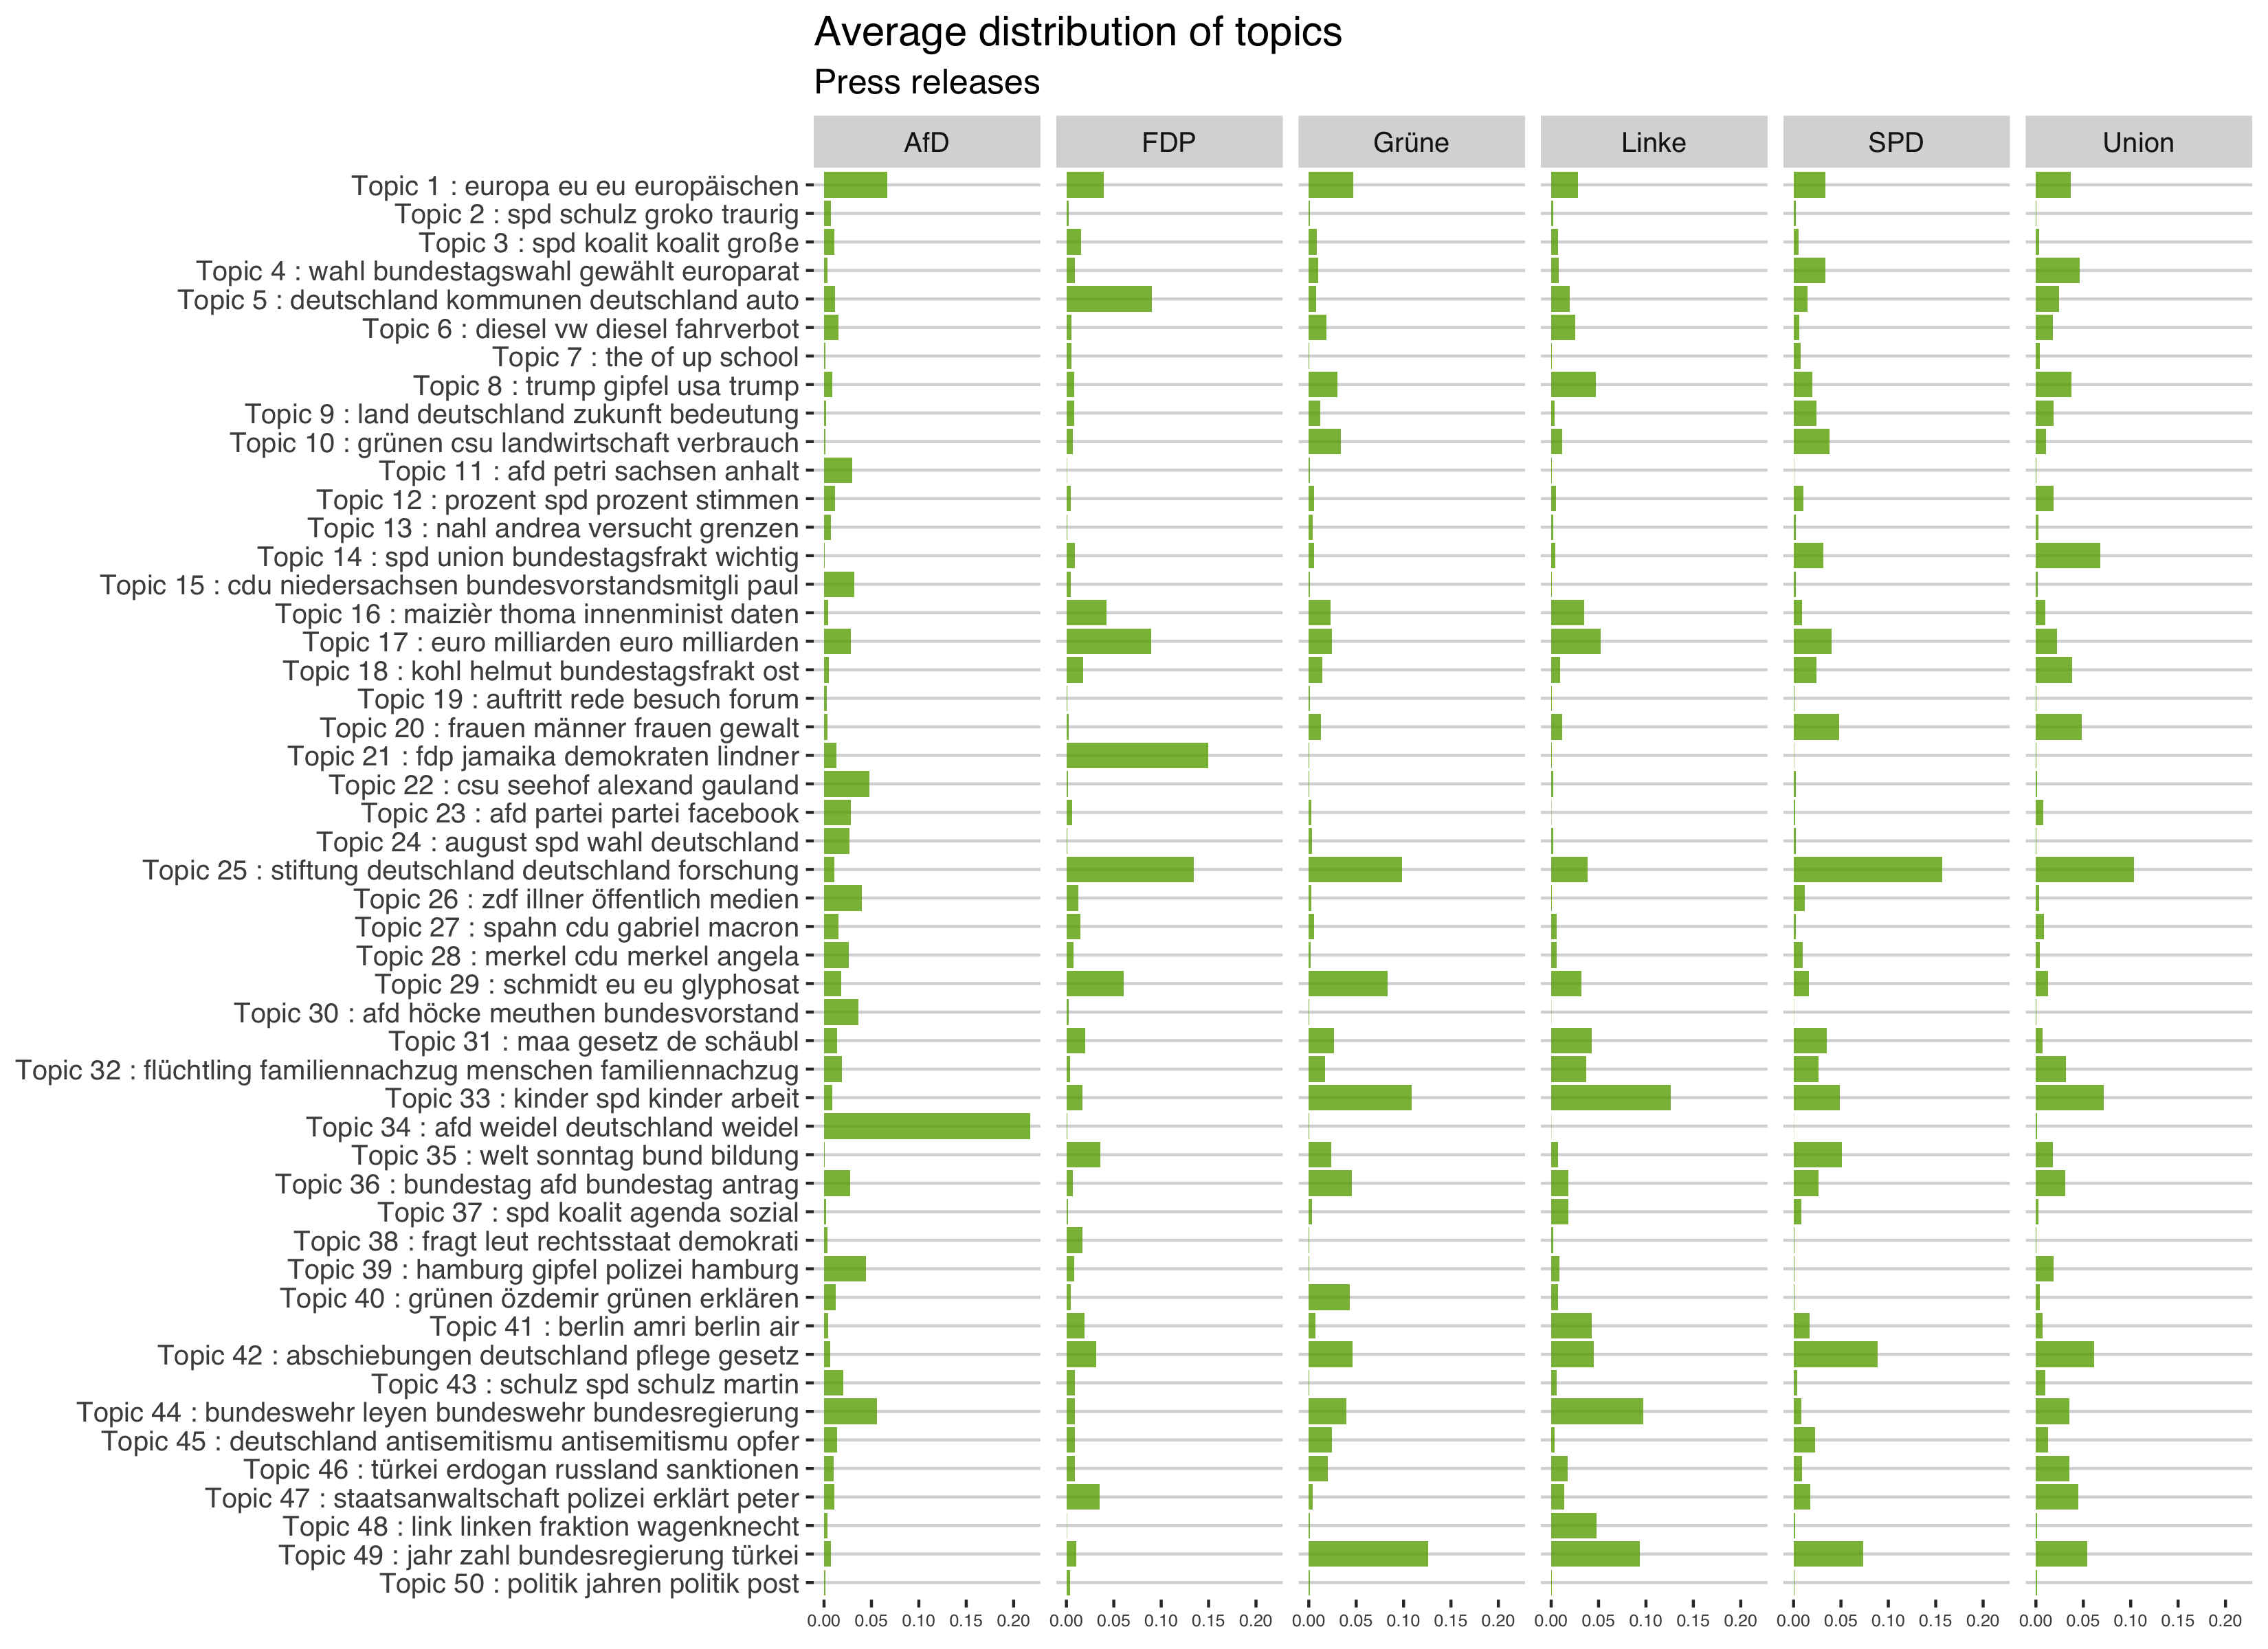 Average distribution of topics
Press releases
AfD FDP Grüne Linke SPD Union
Topic 1 : europa eu eu europäischen
Topic 2 : spd schulz groko traurig
Topic 3 : spd koalit koalit große
Topic 4 : wahl bundestagswahl gewählt europarat
Topic 5 : deutschland kommunen deutschland auto
Topic 6 : diesel vw diesel fahrverbot
Topic 7 : the of up school
Topic 8 : trump gipfel usa trump
Topic 9 : land deutschland zukunft bedeutung
Topic 10 : grünen csu landwirtschaft verbrauch
Topic 11 : afd petri sachsen anhalt
Topic 12 : prozent spd prozent stimmen
Topic 13 : nahl andrea versucht grenzen
Topic 14 : spd union bundestagsfrakt wichtig
Topic 15 : cdu niedersachsen bundesvorstandsmitgli paul
Topic 16 : maizièr thoma innenminist daten
Topic 17 : euro milliarden euro milliarden
Topic 18 : kohl helmut bundestagsfrakt ost
Topic 19 : auftritt rede besuch forum
Topic 20 : frauen männer frauen gewalt
Topic 21 : fdp jamaika demokraten lindner
Topic 22 : csu seehof alexand gauland
Topic 23 : afd partei partei facebook
Topic 24 : august spd wahl deutschland
Topic 25 : stiftung deutschland deutschland forschung
Topic 26 : zdf illner öffentlich medien
Topic 27 : spahn cdu gabriel macron
Topic 28 : merkel cdu merkel angela
Topic 29 : schmidt eu eu glyphosat
Topic 30 : afd höcke meuthen bundesvorstand
Topic 31 : maa gesetz de schäubl
Topic 32 : flüchtling familiennachzug menschen familiennachzug
Topic 33 : kinder spd kinder arbeit
Topic 34 : afd weidel deutschland weidel
Topic 35 : welt sonntag bund bildung
Topic 36 : bundestag afd bundestag antrag
Topic 37 : spd koalit agenda sozial
Topic 38 : fragt leut rechtsstaat demokrati
Topic 39 : hamburg gipfel polizei hamburg
Topic 40 : grünen özdemir grünen erklären
Topic 41 : berlin amri berlin air
Topic 42 : abschiebungen deutschland pflege gesetz
Topic 43 : schulz spd schulz martin
Topic 44 : bundeswehr leyen bundeswehr bundesregierung
Topic 45 : deutschland antisemitismu antisemitismu opfer
Topic 46 : türkei erdogan russland sanktionen
Topic 47 : staatsanwaltschaft polizei erklärt peter
Topic 48 : link linken fraktion wagenknecht
Topic 49 : jahr zahl bundesregierung türkei
Topic 50 : politik jahren politik post
0.00 0.05 0.10 0.15 0.20 0.00 0.05 0.10 0.15 0.20 0.00 0.05 0.10 0.15 0.20 0.00 0.05 0.10 0.15 0.20 0.00 0.05 0.10 0.15 0.20 0.00 0.05 0.10 0.15 0.20